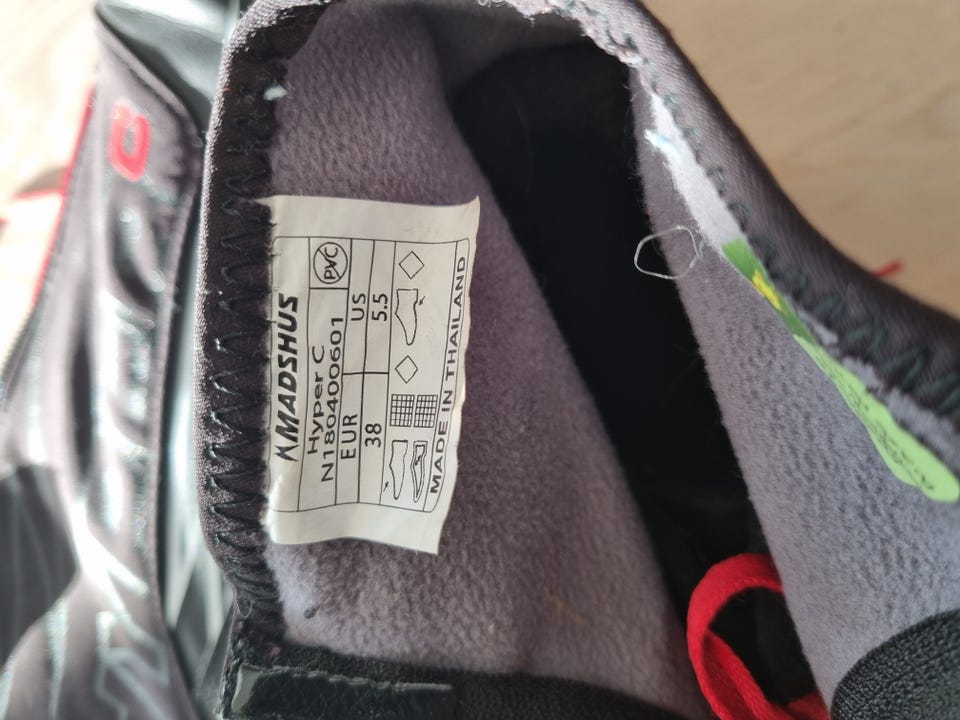 MADSHUS
Hyper C
N180400601
PVC
EUR US
38 5.5
MADE IN THAILAND